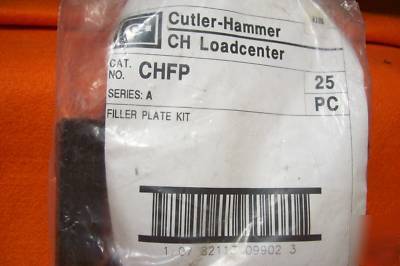 Cutler-Hammer
CH Loadcenter
CAT. NO. CHFP 25
SERIES: A PC
FILLER PLATE KIT